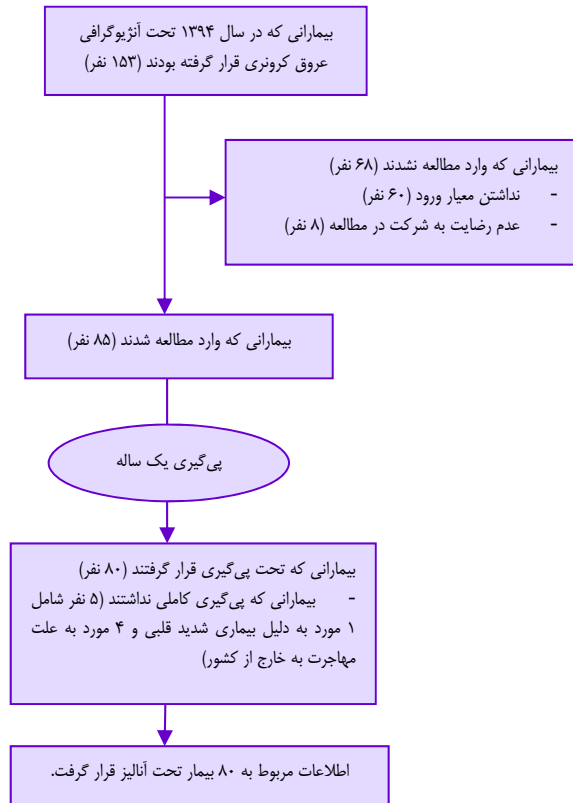 بیمارانی که در سال ۱۳۹۴ تحت آنژیوگرافی
عروق کرونری قرار گرفته بودند (۱۵۳ نفر)
بیمارانی که وارد مطالعه نشدند (۶۸ نفر)
- نداشتن معیار ورود (۶۰ نفر)
- عدم رضایت به شرکت در مطالعه (۸ نفر)
بیمارانی که وارد مطالعه شدند (۸۵ نفر)
پی‌گیری یک ساله
بیمارانی که تحت پی‌گیری قرار گرفتند (۸۰ نفر)
- بیمارانی که پی‌گیری کاملی نداشتند (۵ نفر شامل
۱ مورد به دلیل بیماری شدید قلبی و ۴ مورد به علت
مهاجرت به خارج از کشور)
اطلاعات مربوط به ۸۰ بیمار تحت آنالیز قرار گرفت.